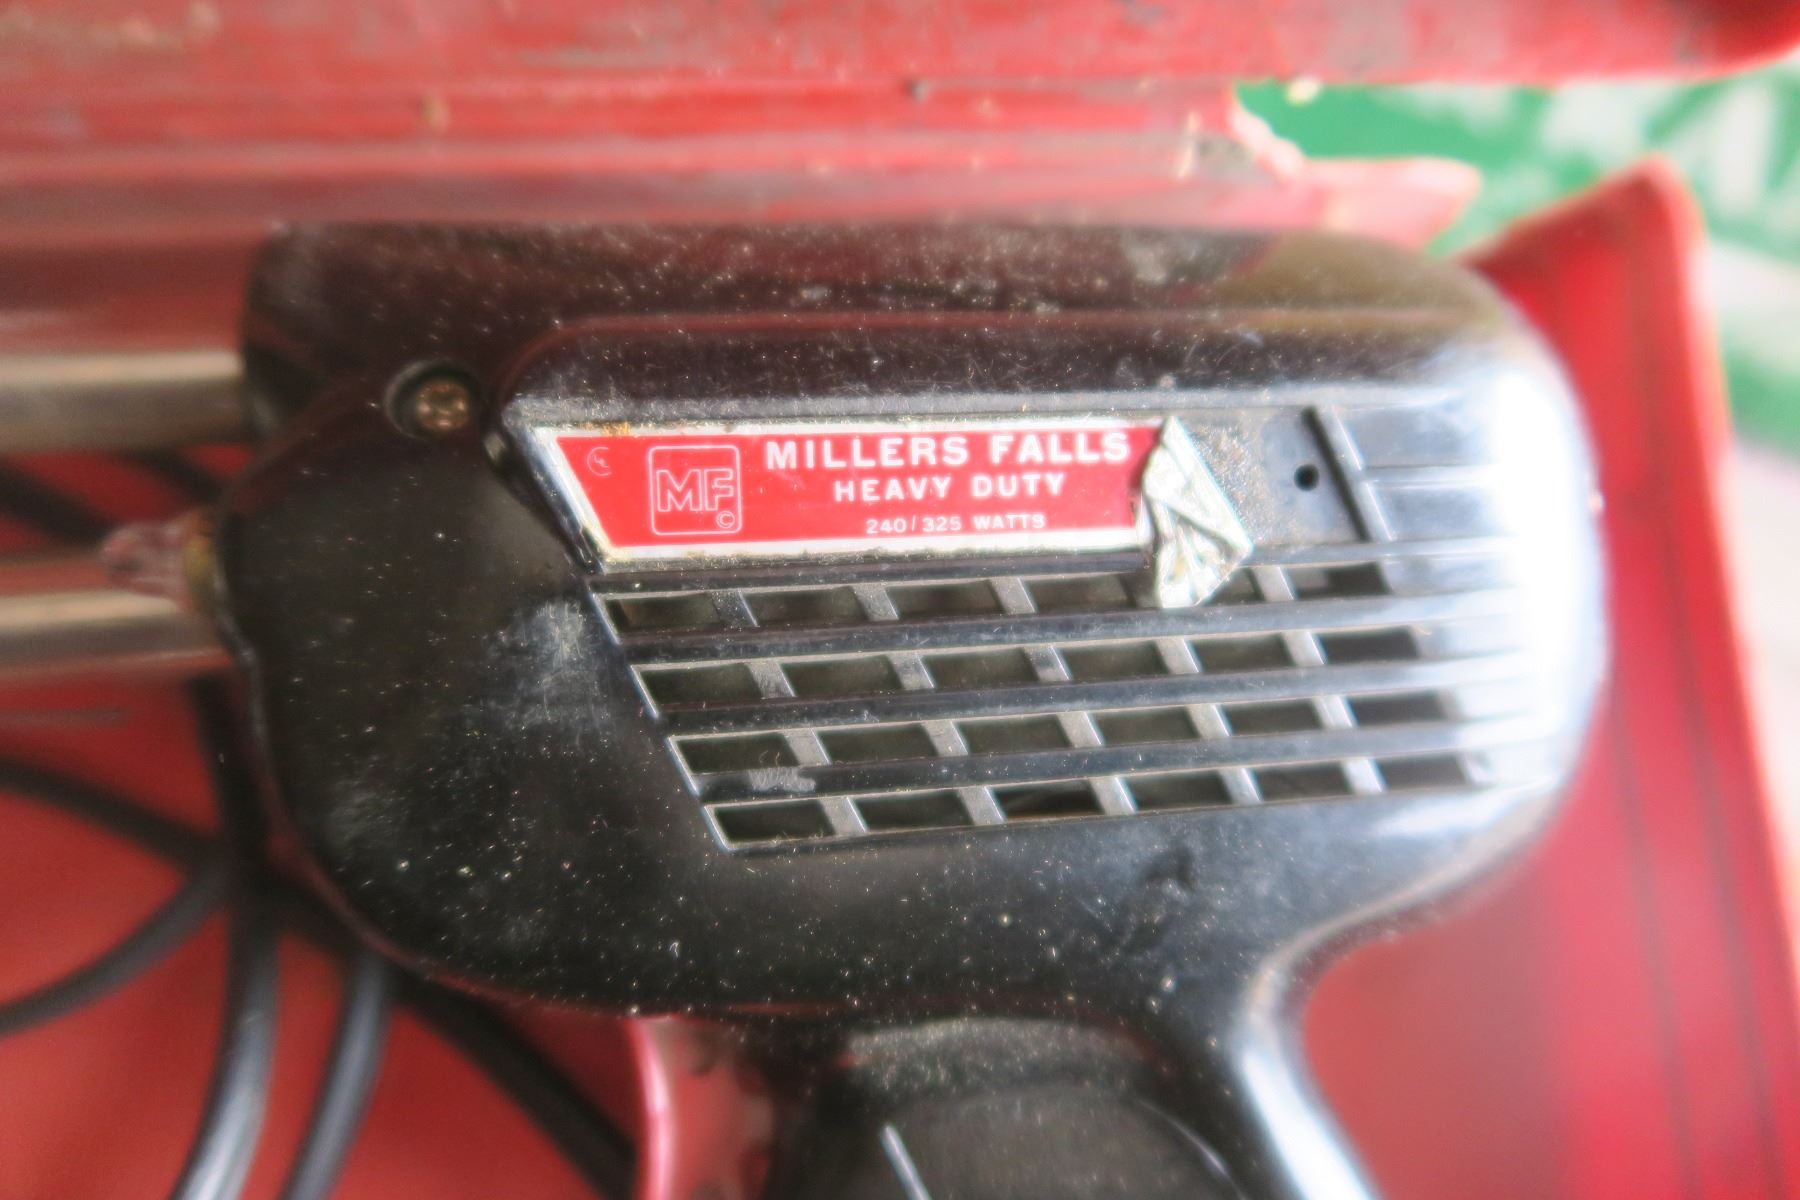 MF©
MILLERS FALLS
HEAVY DUTY
240/325 WATTS